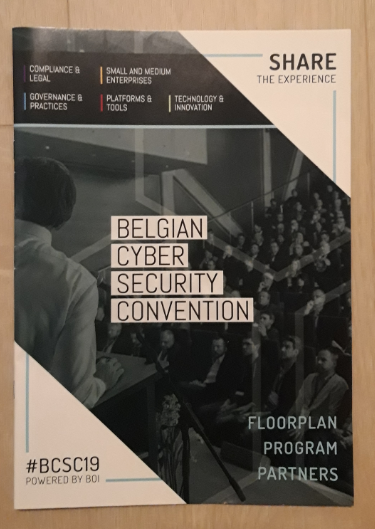 COMPLIANCE &
LEGAL
SMALL AND MEDIUM
ENTERPRISES
GOVERNANCE &
PRACTICES
PLATFORMS &
TOOLS
TECHNOLOGY &
INNOVATION
SHARE
THE EXPERIENCE
BELGIAN
CYBER
SECURITY
CONVENTION
FLOORPLAN
PROGRAM
PARTNERS
#BCSC19
POWERED BY BOI